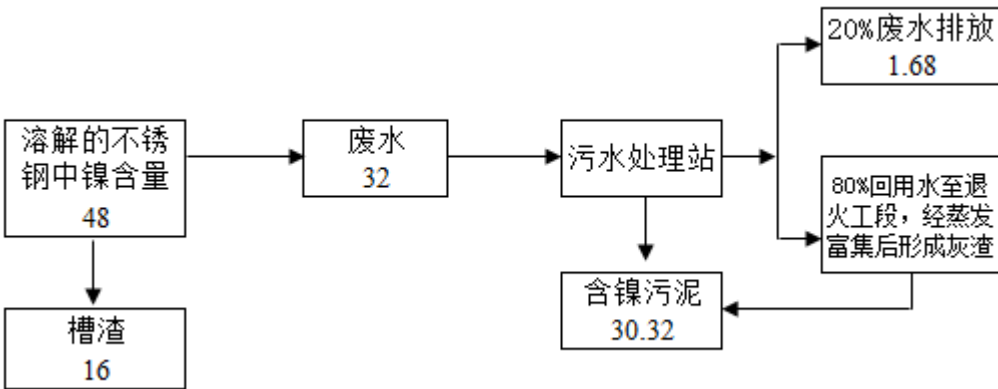 20%废水排放
1.68
溶解的不锈
钢中镍含量
48
废水
32
污水处理站
80%回用水至退
火工段，经蒸发
富集后形成灰渣
含镍污泥
30.32
槽渣
16